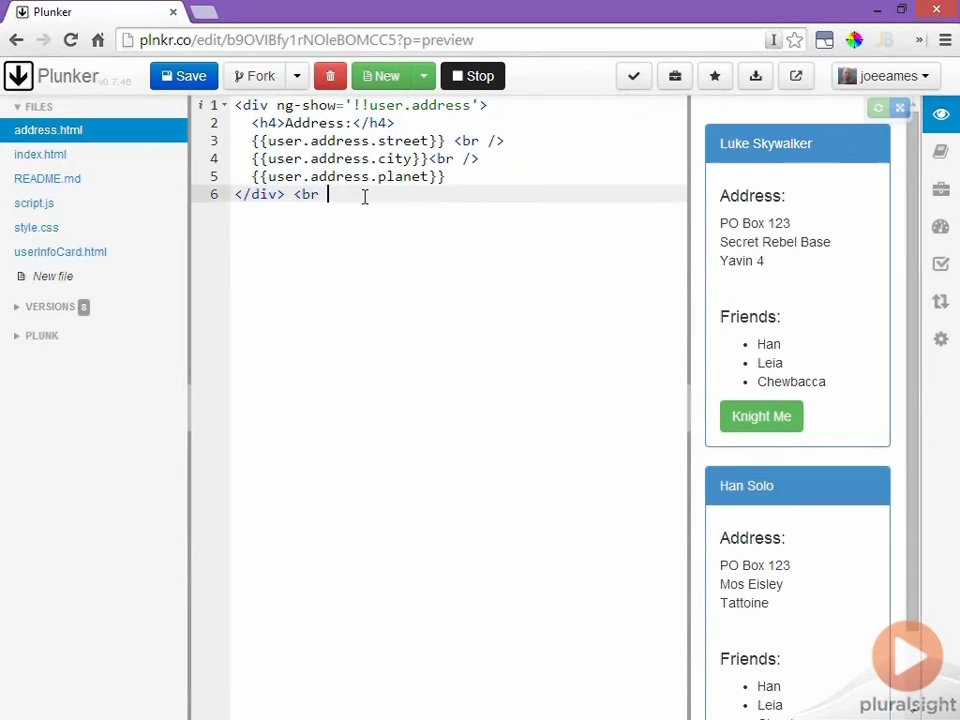 Plunker
plnkr.co/edit/b9OVIBfy1rNOleBOMCC5?p=preview
Plunker v0.7.46
Save
Fork
New
Stop
joeeames
FILES
address.html
index.html
README.md
script.js
style.css
userInfoCard.html
New file
VERSIONS 8
PLUNK
1 <div ng-show='!!user.address'>
2 <h4>Address:</h4>
3 {{user.address.street}} <br />
4 {{user.address.city}}<br />
5 {{user.address.planet}}
6 </div> <br
Luke Skywalker
Address:
PO Box 123
Secret Rebel Base
Yavin 4
Friends:
Han
Leia
Chewbacca
Knight Me
Han Solo
Address:
PO Box 123
Mos Eisley
Tattoine
Friends:
Han
Leia
pluralsight